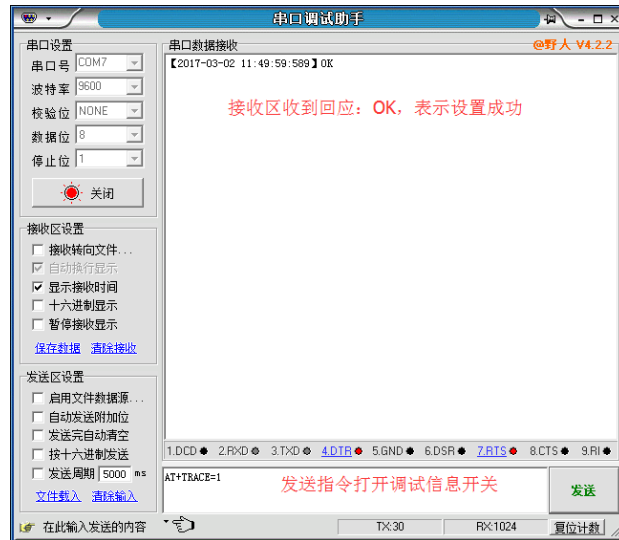 串口调试助手
串口设置
串口号 COM7
波特率 9600
校验位 NONE
数据位 8
停止位 1
关闭
接收区设置
接收转向文件...
自动换行显示
显示接收时间
十六进制显示
暂停接收显示
保存数据 清除接收
发送区设置
启用文件数据源...
自动发送附加位
发送完自动清空
按十六进制发送
发送周期 5000 ms
文件载入 清除输入
串口数据接收
@野人 V4.2.2
【2017-03-02 11:49:59:589】OK
接收区收到回应：OK，表示设置成功
1.DCD 2.RXD 3.TXD 4.DTR 5.GND 6.DSR 7.RTS 8.CTS 9.RI
AT+TRACE=1
发送指令打开调试信息开关
发送
在此输入发送的内容
TX:30
RX:1024
复位计数